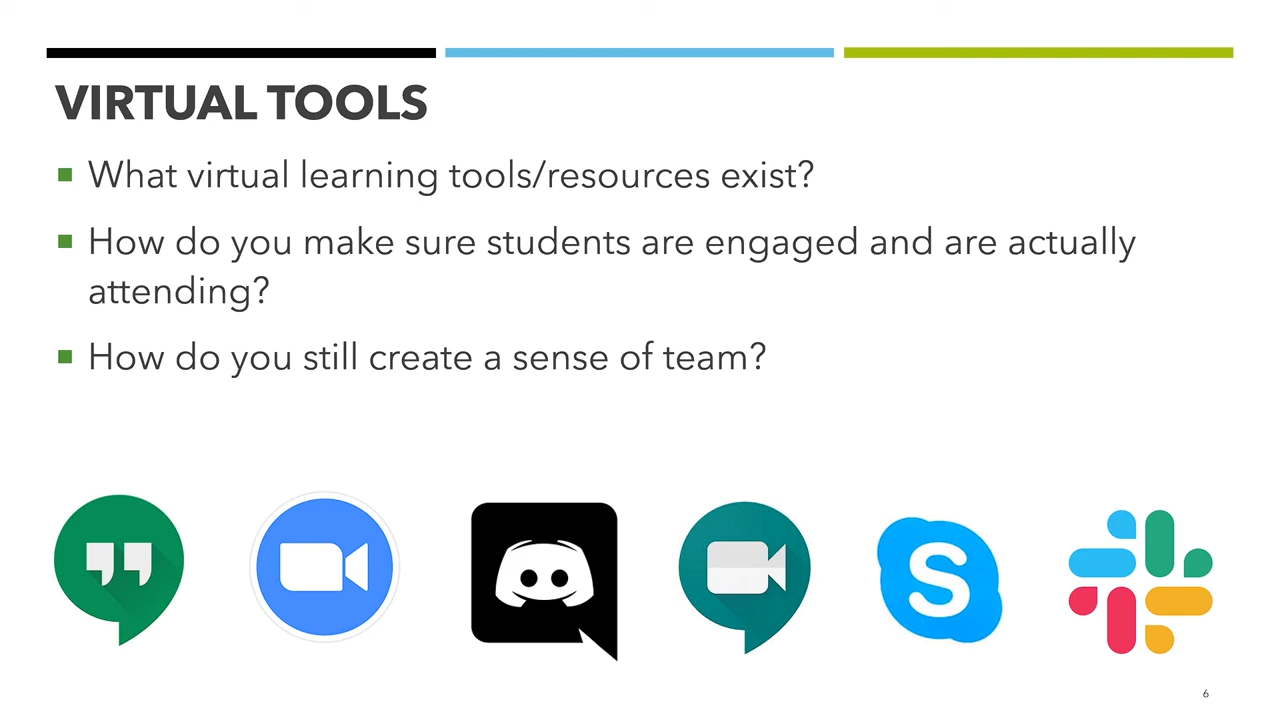 VIRTUAL TOOLS
What virtual learning tools/resources exist?
How do you make sure students are engaged and are actually
attending?
How do you still create a sense of team?
S
6